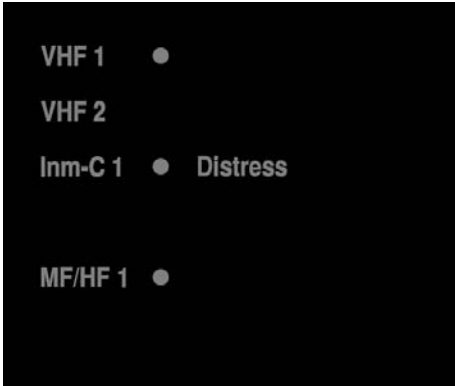 VHF 1 ●
VHF 2
Inm-C 1 ● Distress
MF/HF 1 ●